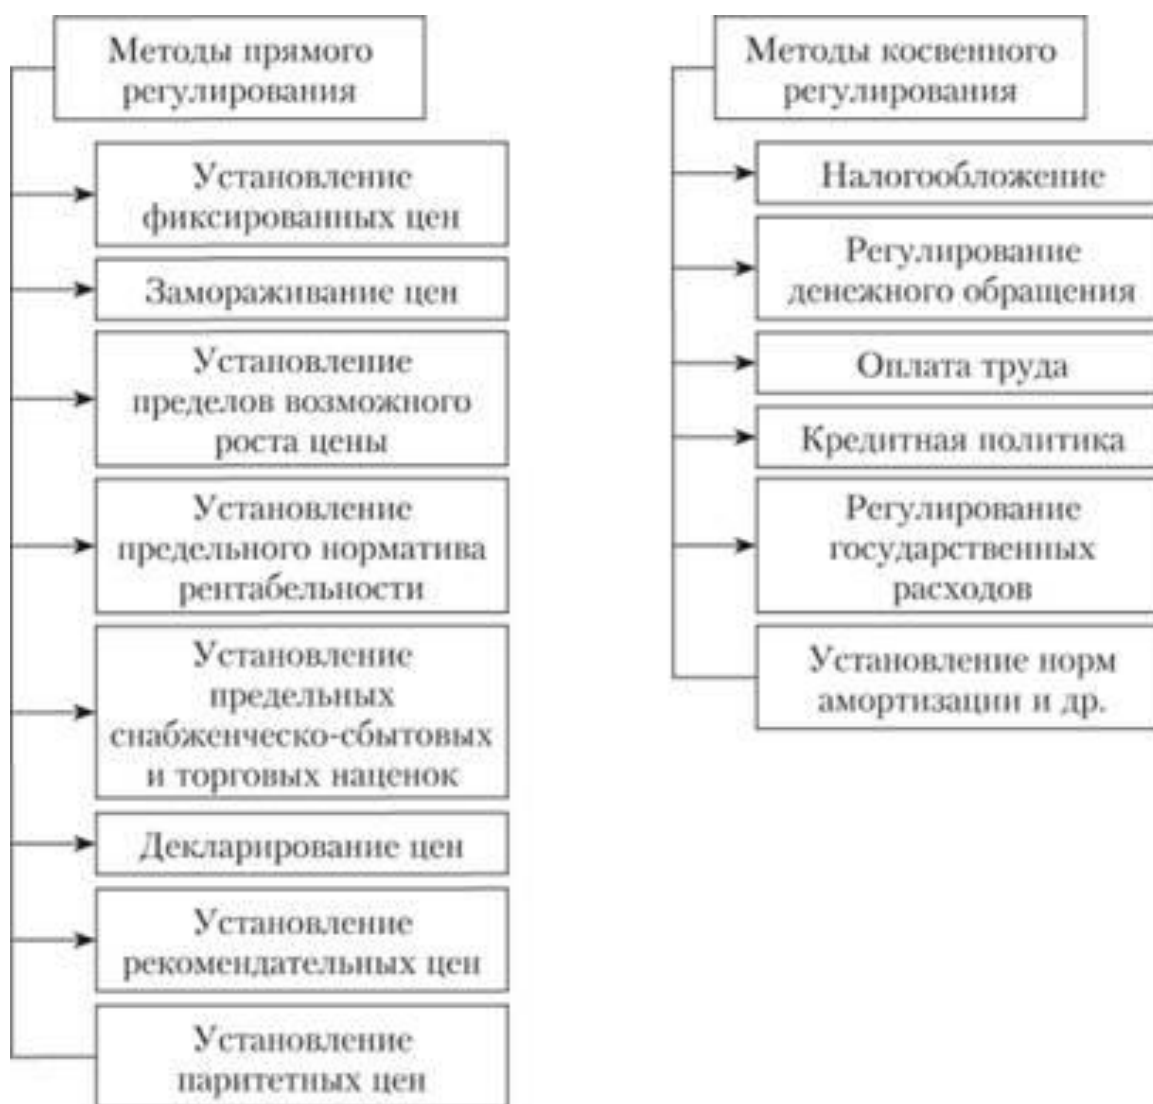 Методы прямого
регулирования
Установление
фиксированных цен
Замораживание цен
Установление
пределов возможного
роста цены
Установление
предельного норматива
рентабельности
Установление
предельных
снабженческо-сбытовых
и торговых наценок
Декларирование цен
Установление
рекомендательных цен
Установление
паритетных цен
Методы косвенного
регулирования
Налогообложение
Регулирование
денежного обращения
Оплата труда
Кредитная политика
Регулирование
государственных
расходов
Установление норм
амортизации и др.